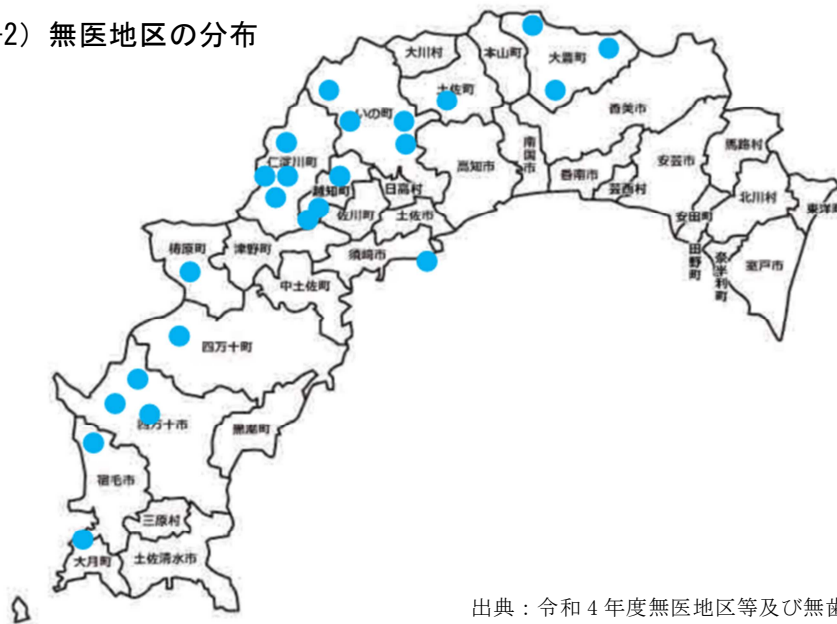 -2) 無医地区の分布
大川村
本山町
大豊町
土佐町
いの町
香美市
仁淀川町
高知市
南国市
香南市
芸西村
安芸市
馬路村
北川村
東洋町
安田町
田野町
奈半利町
室戸市
越知町
日高村
佐川町
土佐市
須崎市
梼原町
津野町
中土佐町
四万十町
四万十市
黒潮町
宿毛市
三原村
大月町
土佐清水市
出典：令和４年度無医地区等及び無歯